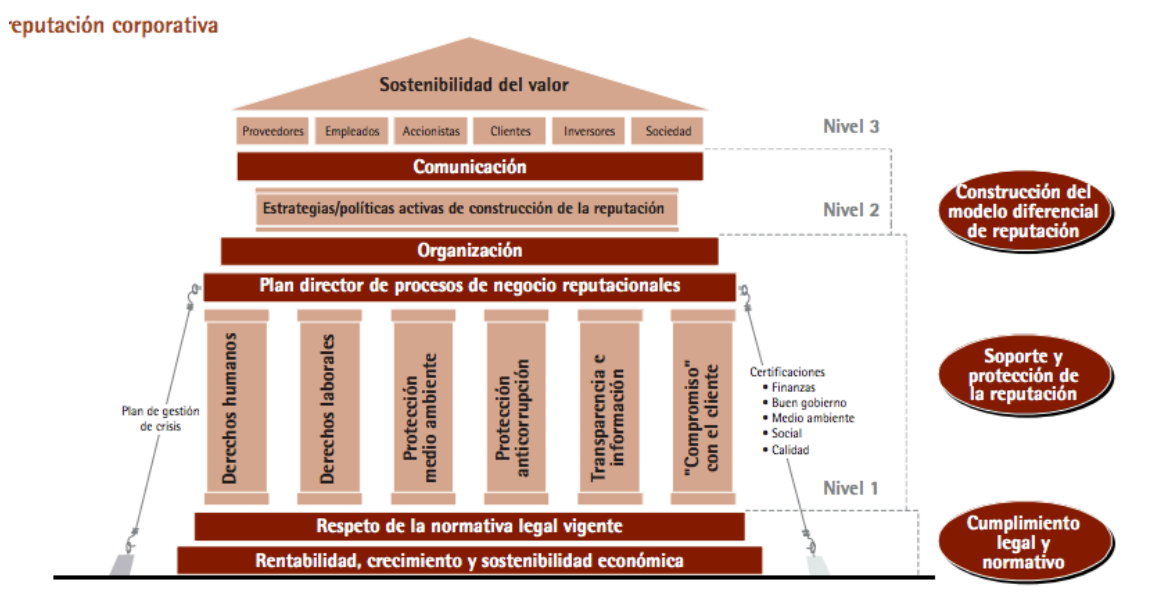 reputación corporativa
Sostenibilidad del valor
Proveedores
Empleados
Accionistas
Clientes
Inversores
Sociedad
Nivel 3
Comunicación
Estrategias/políticas activas de construcción de la reputación
Nivel 2
Construcción del
modelo diferencial
de reputación
Organización
Plan director de procesos de negocio reputacionales
Plan de gestión
de crisis
Derechos humanos
Derechos laborales
Protección
medio ambiente
Protección
anticorrupción
Transparencia e
información
"Compromiso"
con el cliente
Certificaciones
▪ Finanzas
▪ Buen gobierno
▪ Medio ambiente
▪ Social
▪ Calidad
Soporte y
protección de
la reputación
Nivel 1
Respeto de la normativa legal vigente
Rentabilidad, crecimiento y sostenibilidad económica
Cumplimiento
legal y
normativo